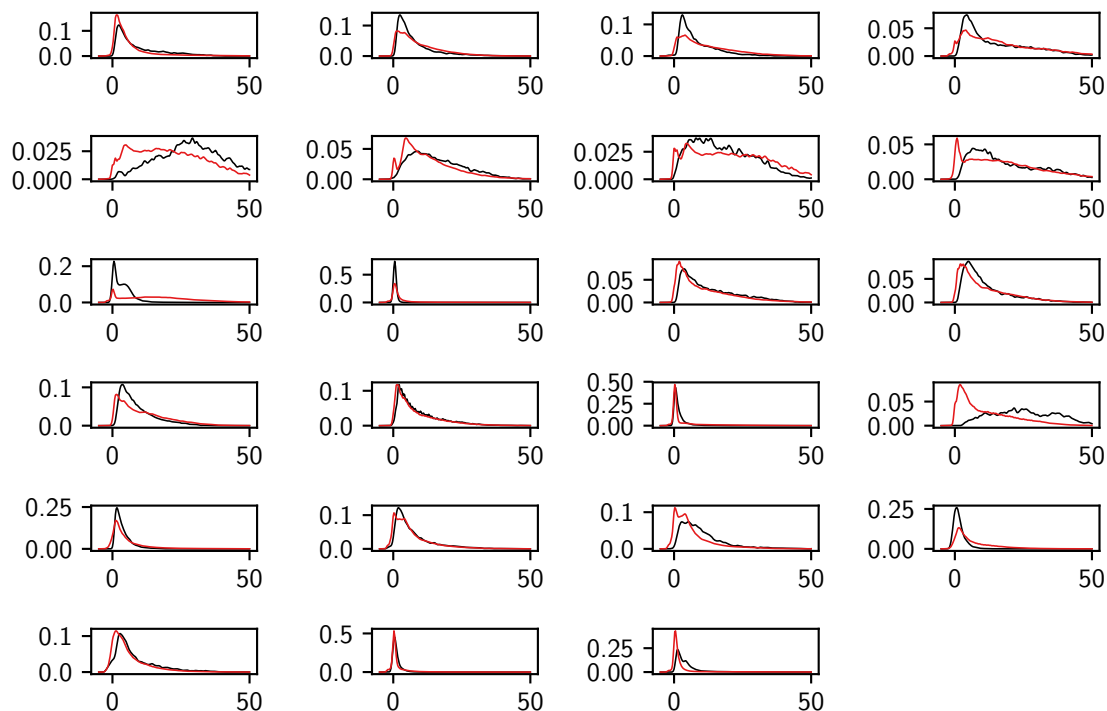 0.1 0.1 0.1 0.05
0.0 0.0 0.0 0.00
0 50 0 50 0 50 0 50
0.025 0.05 0.025 0.05
0.000 0.00 0.000 0.00
0 50 0 50 0 50 0 50
0.2 0.5 0.05 0.05
0.0 0.0 0.00 0.00
0 50 0 50 0 50 0 50
0.1 0.1 0.50 0.05
0.25
0.0 0.0 0.00 0.00
0 50 0 50 0 50 0 50
0.25 0.1 0.1 0.25
0.00 0.0 0.0 0.00
0 50 0 50 0 50 0 50
0.1 0.5 0.25
0.0 0.0 0.00
0 50 0 50 0 50